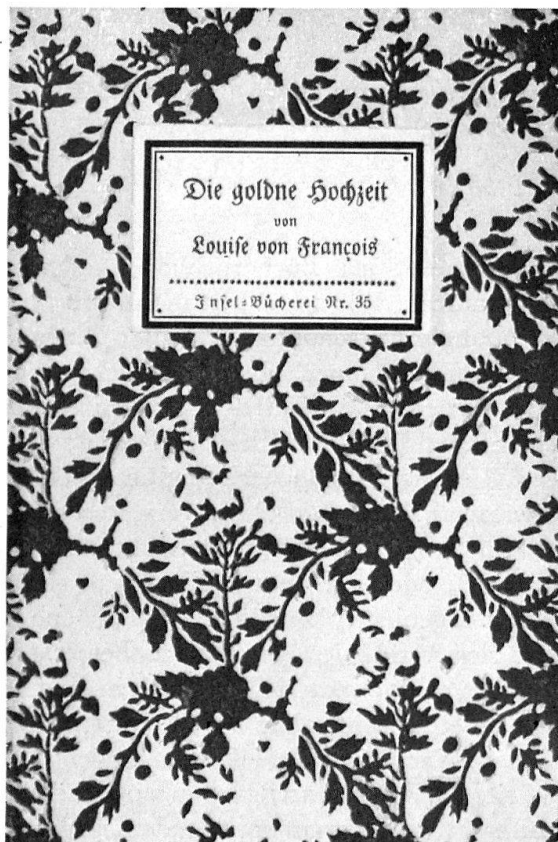 Die goldne Hochzeit
von
Louise von François
Insel-Bücherei Nr. 35